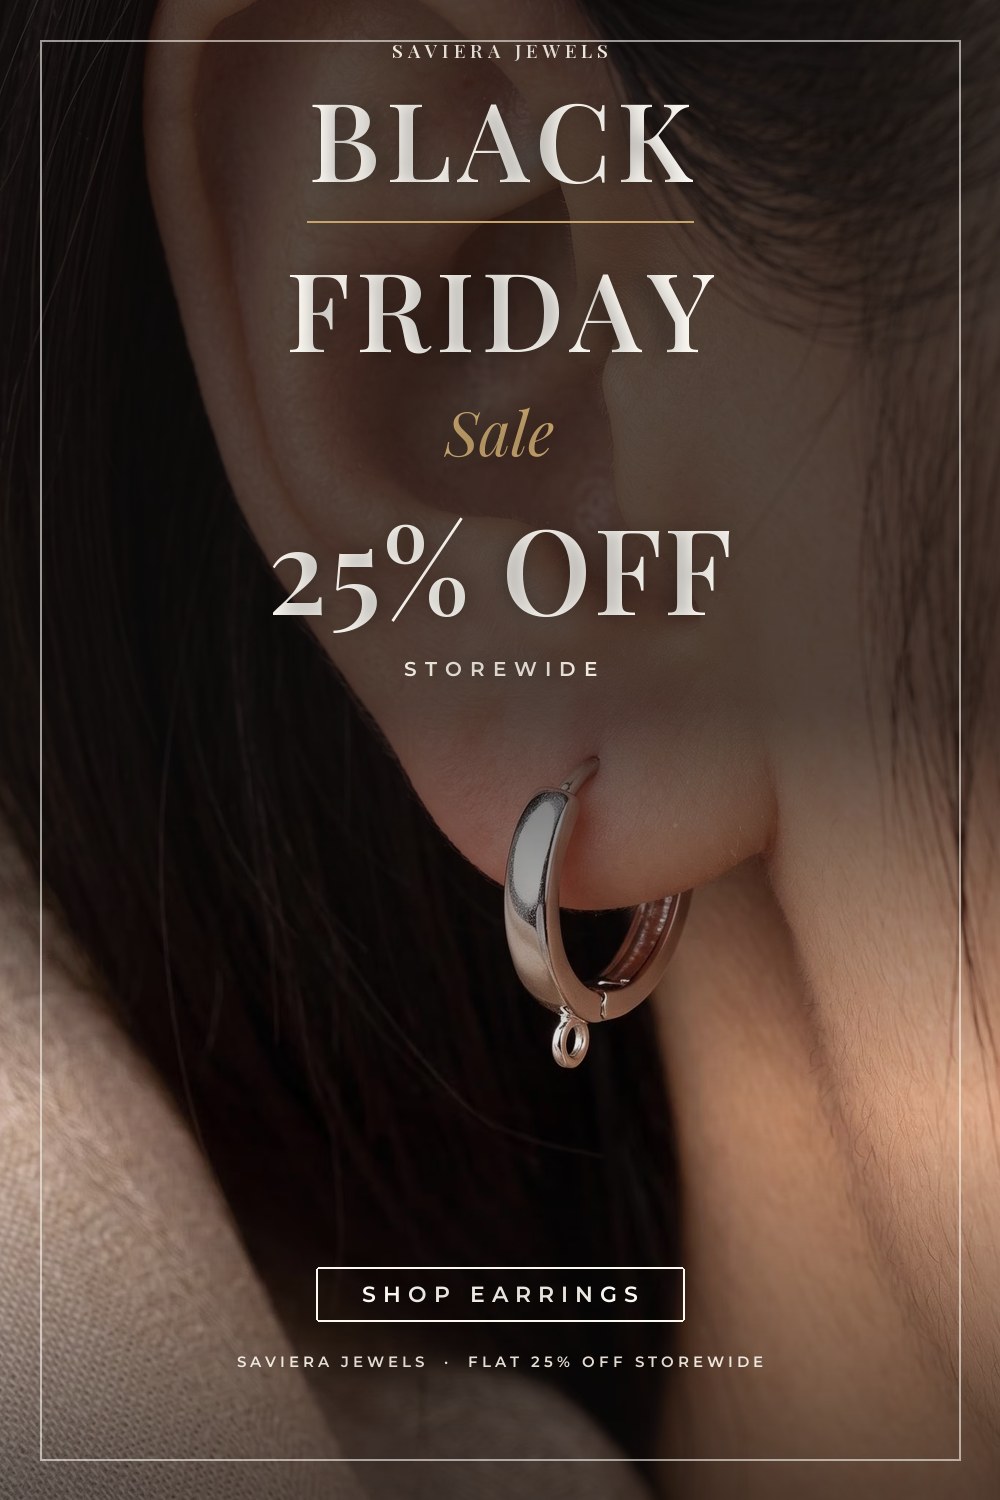 SAVIERA JEWELS
BLACK
FRIDAY
Sale
25% OFF
STOREWIDE
SHOP EARRINGS
SAVIERA JEWELS · FLAT 25% OFF STOREWIDE